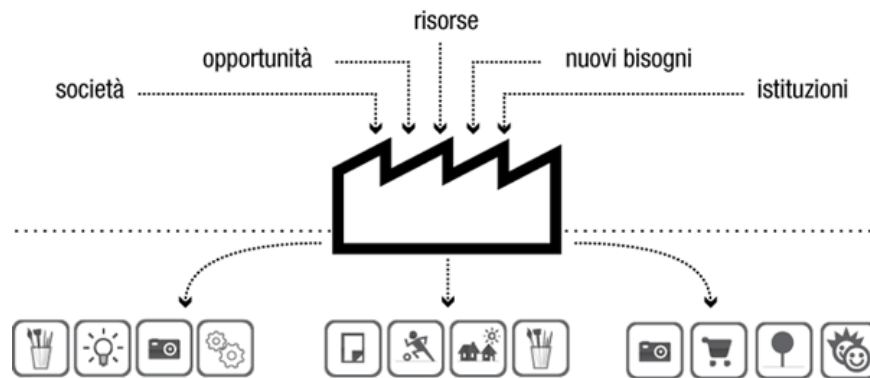 risorse
opportunità
nuovi bisogni
società
istituzioni